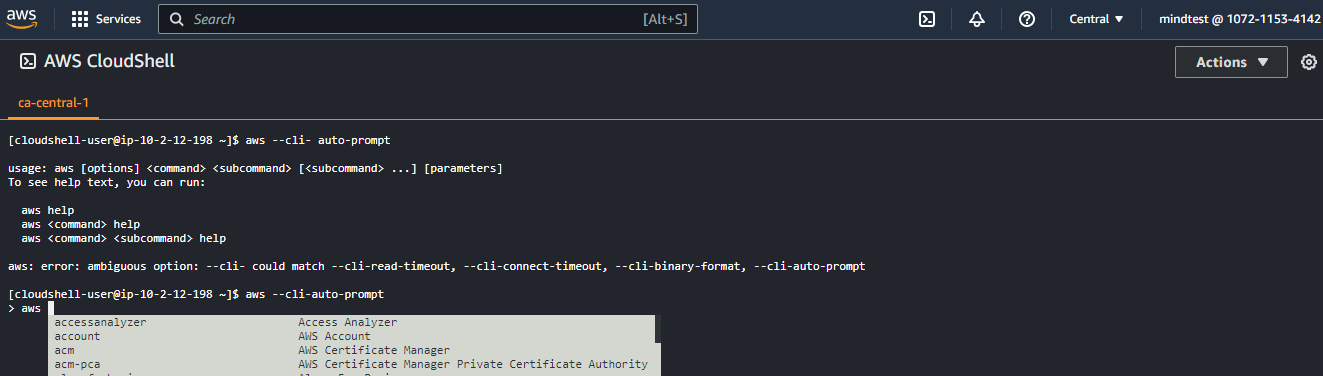 aws Services Search [Alt+S] Central ▼ mindtest @ 1072-1153-4142
AWS CloudShell Actions ▼
ca-central-1
[cloudshell-user@ip-10-2-12-198 ~]$ aws --cli- auto-prompt
usage: aws [options] <command> <subcommand> [<subcommand> ...] [parameters]
To see help text, you can run:
aws help
aws <command> help
aws <command> <subcommand> help
aws: error: ambiguous option: --cli- could match --cli-read-timeout, --cli-connect-timeout, --cli-binary-format, --cli-auto-prompt
[cloudshell-user@ip-10-2-12-198 ~]$ aws --cli-auto-prompt
> aws
accessanalyzer Access Analyzer
account AWS Account
acm AWS Certificate Manager
acm-pca AWS Certificate Manager Private Certificate Authority